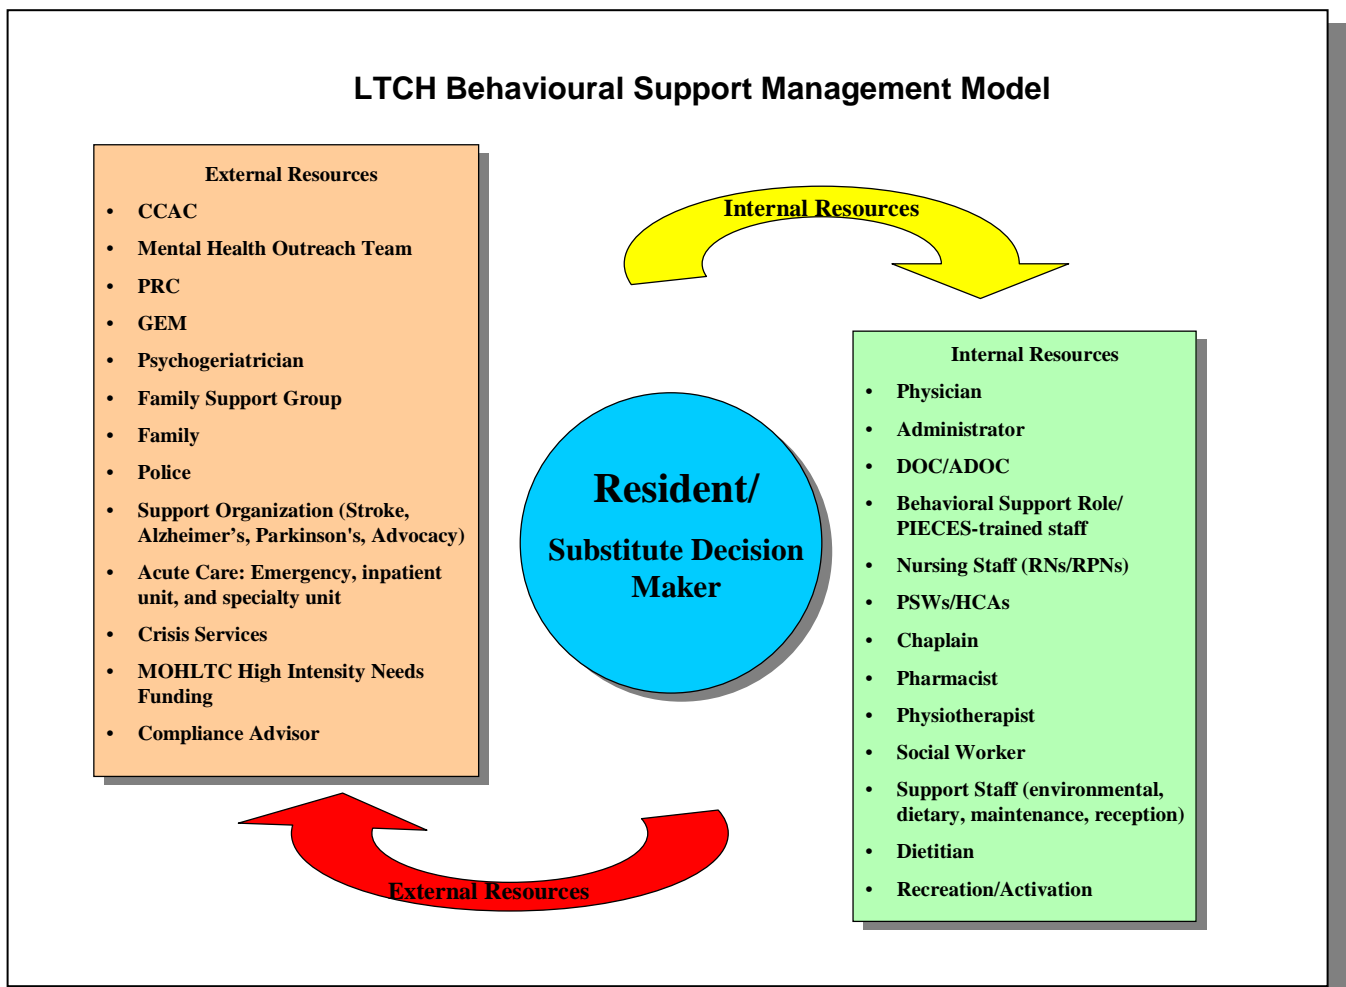 LTCH Behavioural Support Management Model
External Resources
• CCAC
• Mental Health Outreach Team
• PRC
• GEM
• Psychogeriatrician
• Family Support Group
• Family
• Police
• Support Organization (Stroke,
Alzheimer’s, Parkinson's, Advocacy)
• Acute Care: Emergency, inpatient
unit, and specialty unit
• Crisis Services
• MOHLTC High Intensity Needs
Funding
• Compliance Advisor
Internal Resources
Resident/
Substitute Decision
Maker
Internal Resources
• Physician
• Administrator
• DOC/ADOC
• Behavioral Support Role/
PIECES-trained staff
• Nursing Staff (RNs/RPNs)
• PSWs/HCAs
• Chaplain
• Pharmacist
• Physiotherapist
• Social Worker
• Support Staff (environmental,
dietary, maintenance, reception)
• Dietitian
• Recreation/Activation
External Resources